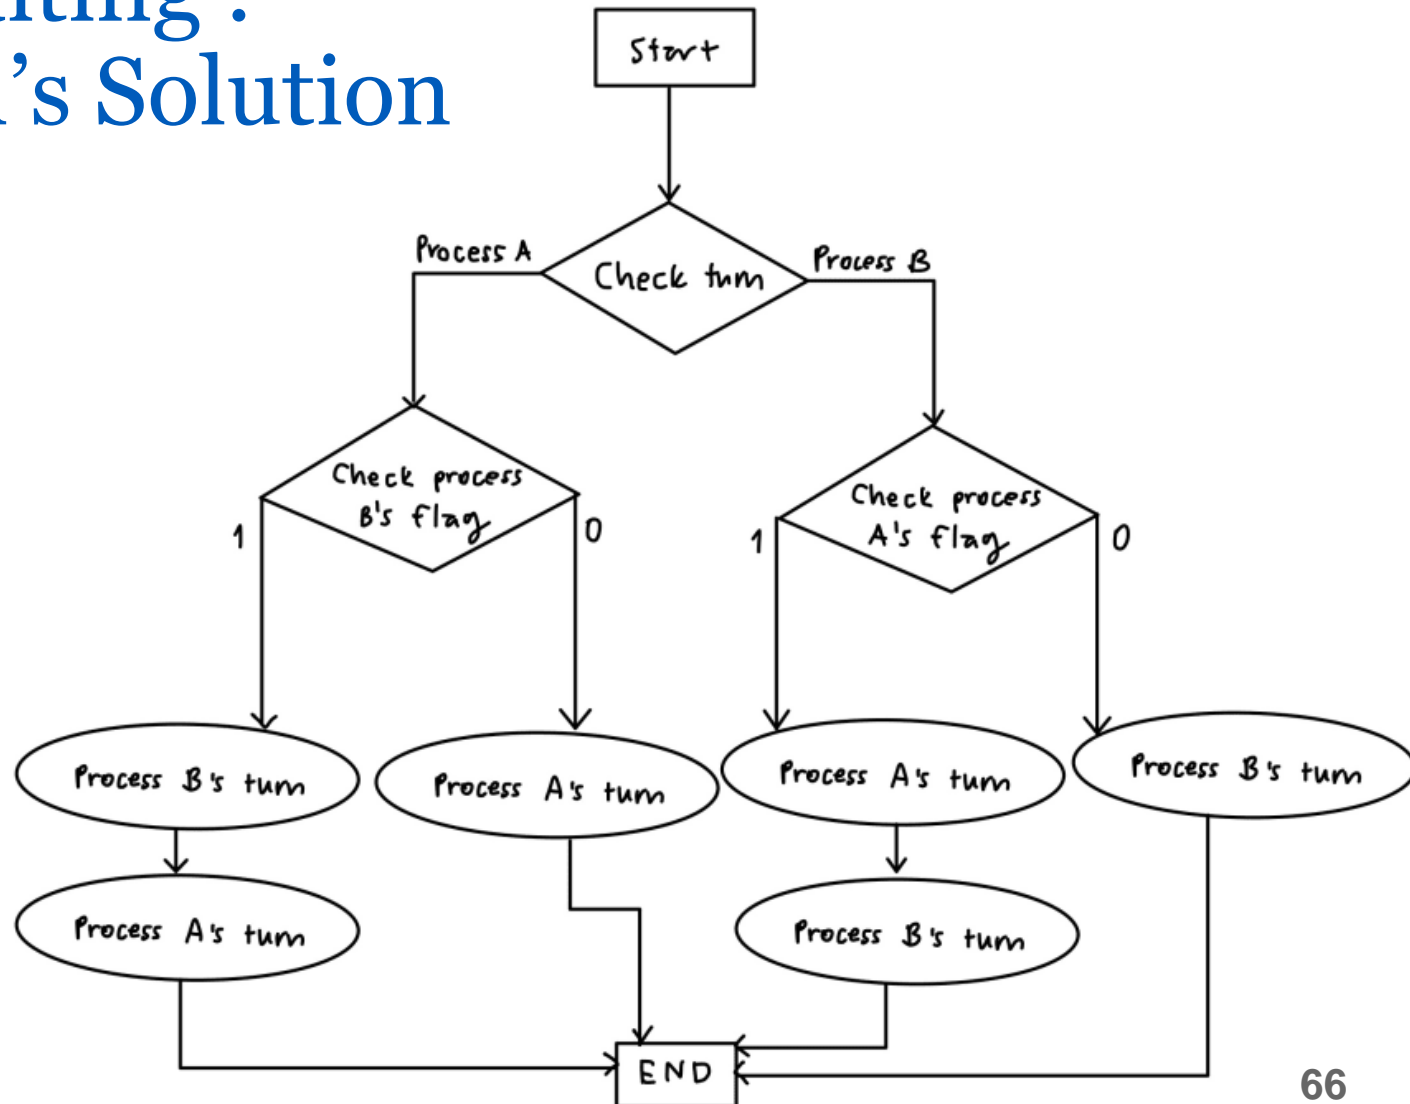 's Solution
Start
Process A
Process B
Check turn
Check process
B's flag
Check process
A's flag
1
0
1
0
Process B's turn
Process A's turn
Process A's turn
Process B's turn
Process A's turn
Process B's turn
END
66